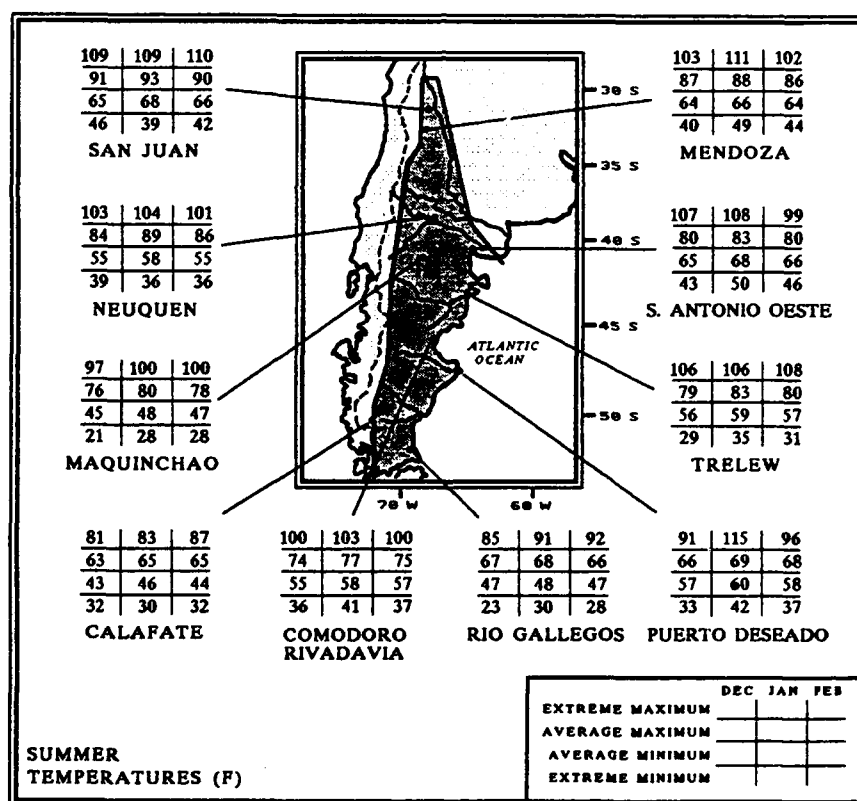 109 109 110
91 93 90
65 68 66
46 39 42
SAN JUAN
103 111 102
87 88 86
64 66 64
40 49 44
MENDOZA
30 S
35 S
40 S
45 S
50 S
103 104 101
84 89 86
55 58 55
39 36 36
NEUQUEN
107 108 99
80 83 80
65 68 66
43 50 46
S. ANTONIO OESTE
ATLANTIC
OCEAN
97 100 100
76 80 78
45 48 47
21 28 28
MAQUINCHAO
106 106 108
79 83 80
56 59 57
29 35 31
TRELEW
70 W 60 W
81 83 87
63 65 65
43 46 44
32 30 32
CALAFATE
100 103 100
74 77 75
55 58 57
36 41 37
COMODORO
RIVADAVIA
85 91 92
67 68 66
47 48 47
23 30 28
RIO GALLEGOS
91 115 96
66 69 68
57 60 58
33 42 37
PUERTO DESEADO
SUMMER
TEMPERATURES (F)
DEC JAN FEB
EXTREME MAXIMUM
AVERAGE MAXIMUM
AVERAGE MINIMUM
EXTREME MINIMUM